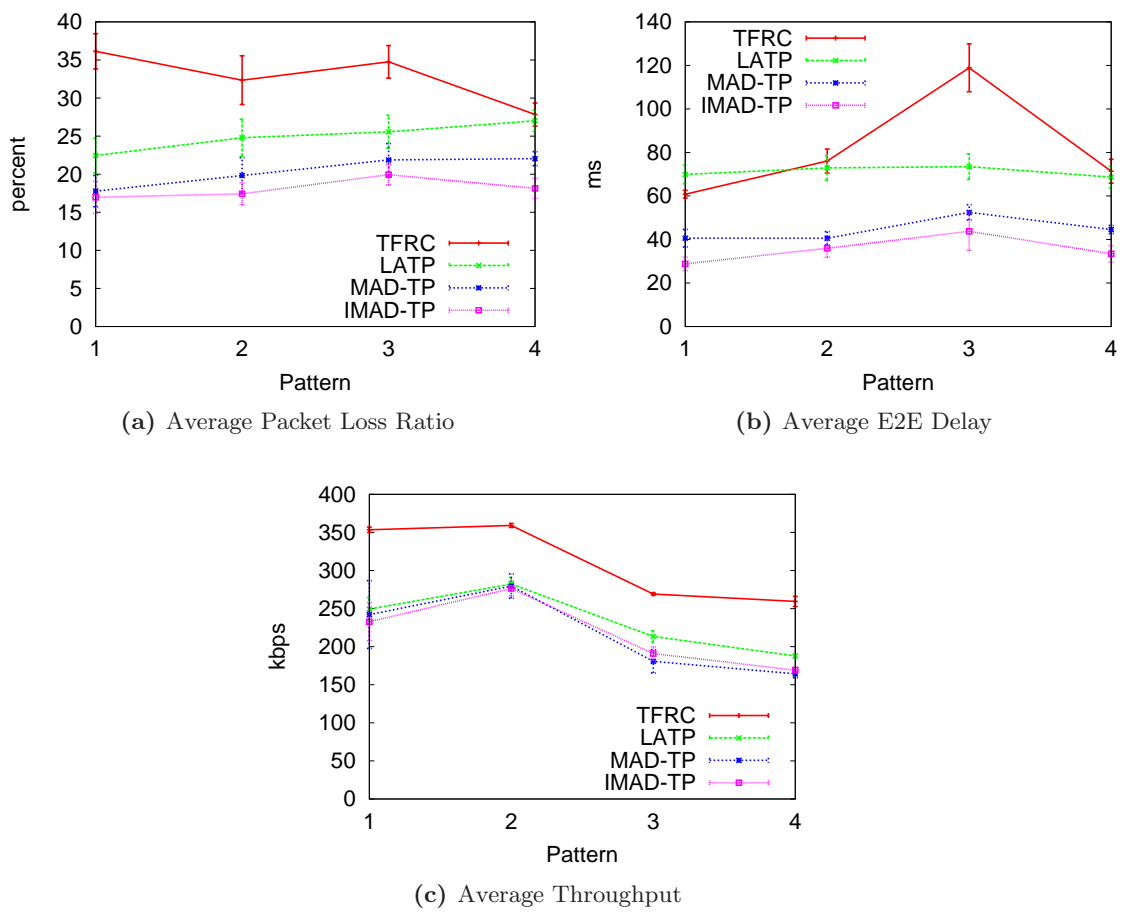 40
35
30
25
20
15
10
5
0
percent
1 2 3 4
Pattern
TFRC
LATP
MAD-TP
IMAD-TP
(a) Average Packet Loss Ratio
140
120
100
80
60
40
20
0
ms
1 2 3 4
Pattern
TFRC
LATP
MAD-TP
IMAD-TP
(b) Average E2E Delay
400
350
300
250
200
150
100
50
0
kbps
1 2 3 4
Pattern
TFRC
LATP
MAD-TP
IMAD-TP
(c) Average Throughput